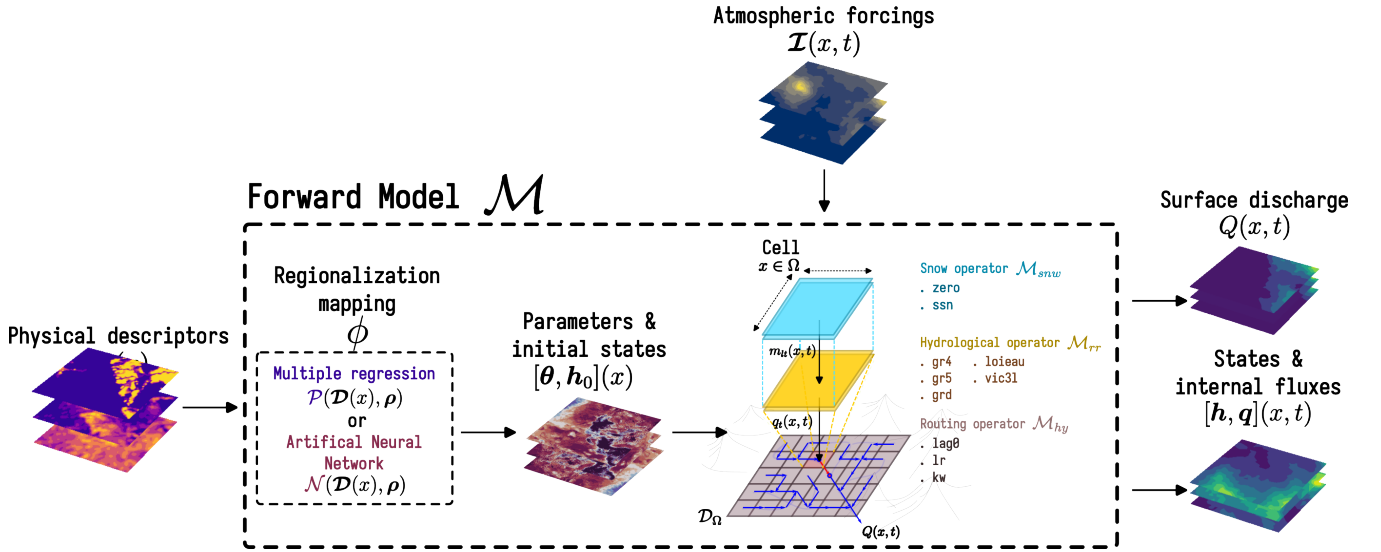 Atmospheric forcings
𝓘(x, t)
Forward Model ℳ
Surface discharge
Q(x, t)
Cell
x ∈ Ω
Snow operator ℳsnw
. zero
. ssn
Regionalization
mapping
ϕ
Physical descriptors
Parameters &
initial states
[θ, h₀](x)
Multiple regression
𝒫(𝓓(x), ρ)
or
Artifical Neural
Network
𝒩(𝓓(x), ρ)
mlt(x, t)
Hydrological operator ℳrr
. gr4 . loieau
. gr5 . vic3l
. grd
States &
internal fluxes
[h, q](x, t)
qt(x, t)
Routing operator ℳhy
. lag0
. lr
. kw
𝒟Ω
Q(x, t)